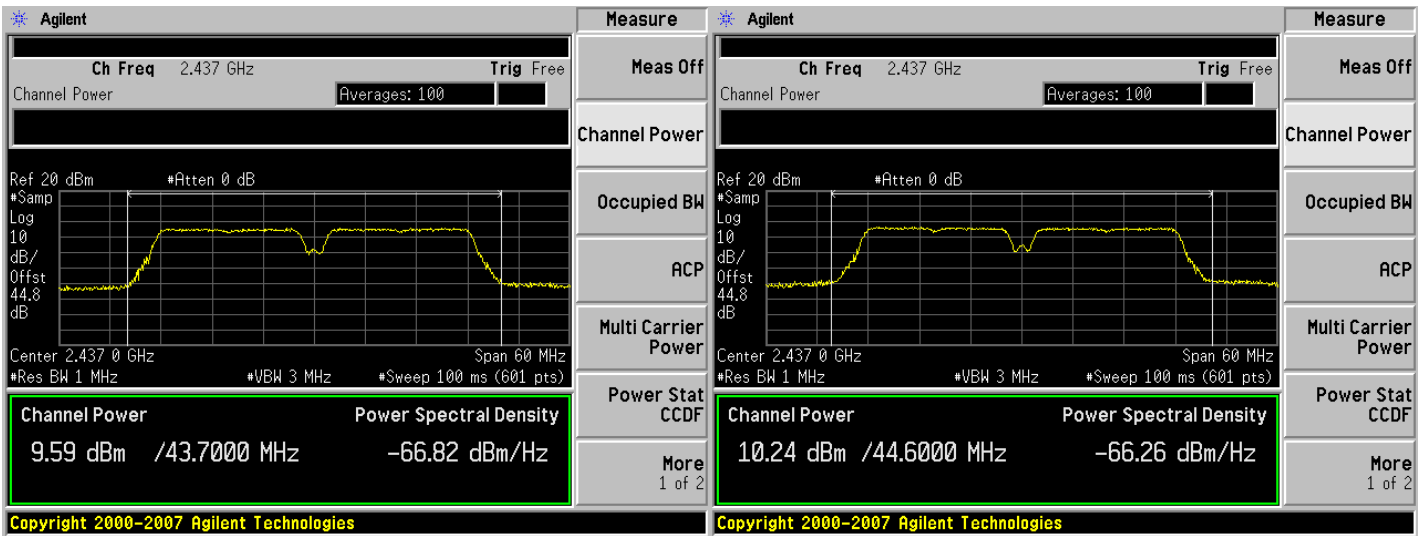 Agilent
Measure
Ch Freq 2.437 GHz Trig Free
Channel Power Averages: 100
Meas Off
Channel Power
Ref 20 dBm #Atten 0 dB
#Samp
Log
10
dB/
Offst
44.8
dB
Occupied BW
ACP
Multi Carrier
Power
Center 2.437 0 GHz Span 60 MHz
#Res BW 1 MHz #VBW 3 MHz #Sweep 100 ms (601 pts)
Channel Power Power Spectral Density
9.59 dBm /43.7000 MHz -66.82 dBm/Hz
Power Stat
CCDF
More
1 of 2
Copyright 2000-2007 Agilent Technologies
Agilent
Measure
Ch Freq 2.437 GHz Trig Free
Channel Power Averages: 100
Meas Off
Channel Power
Ref 20 dBm #Atten 0 dB
#Samp
Log
10
dB/
Offst
44.8
dB
Occupied BW
ACP
Multi Carrier
Power
Center 2.437 0 GHz Span 60 MHz
#Res BW 1 MHz #VBW 3 MHz #Sweep 100 ms (601 pts)
Channel Power Power Spectral Density
10.24 dBm /44.6000 MHz -66.26 dBm/Hz
Power Stat
CCDF
More
1 of 2
Copyright 2000-2007 Agilent Technologies